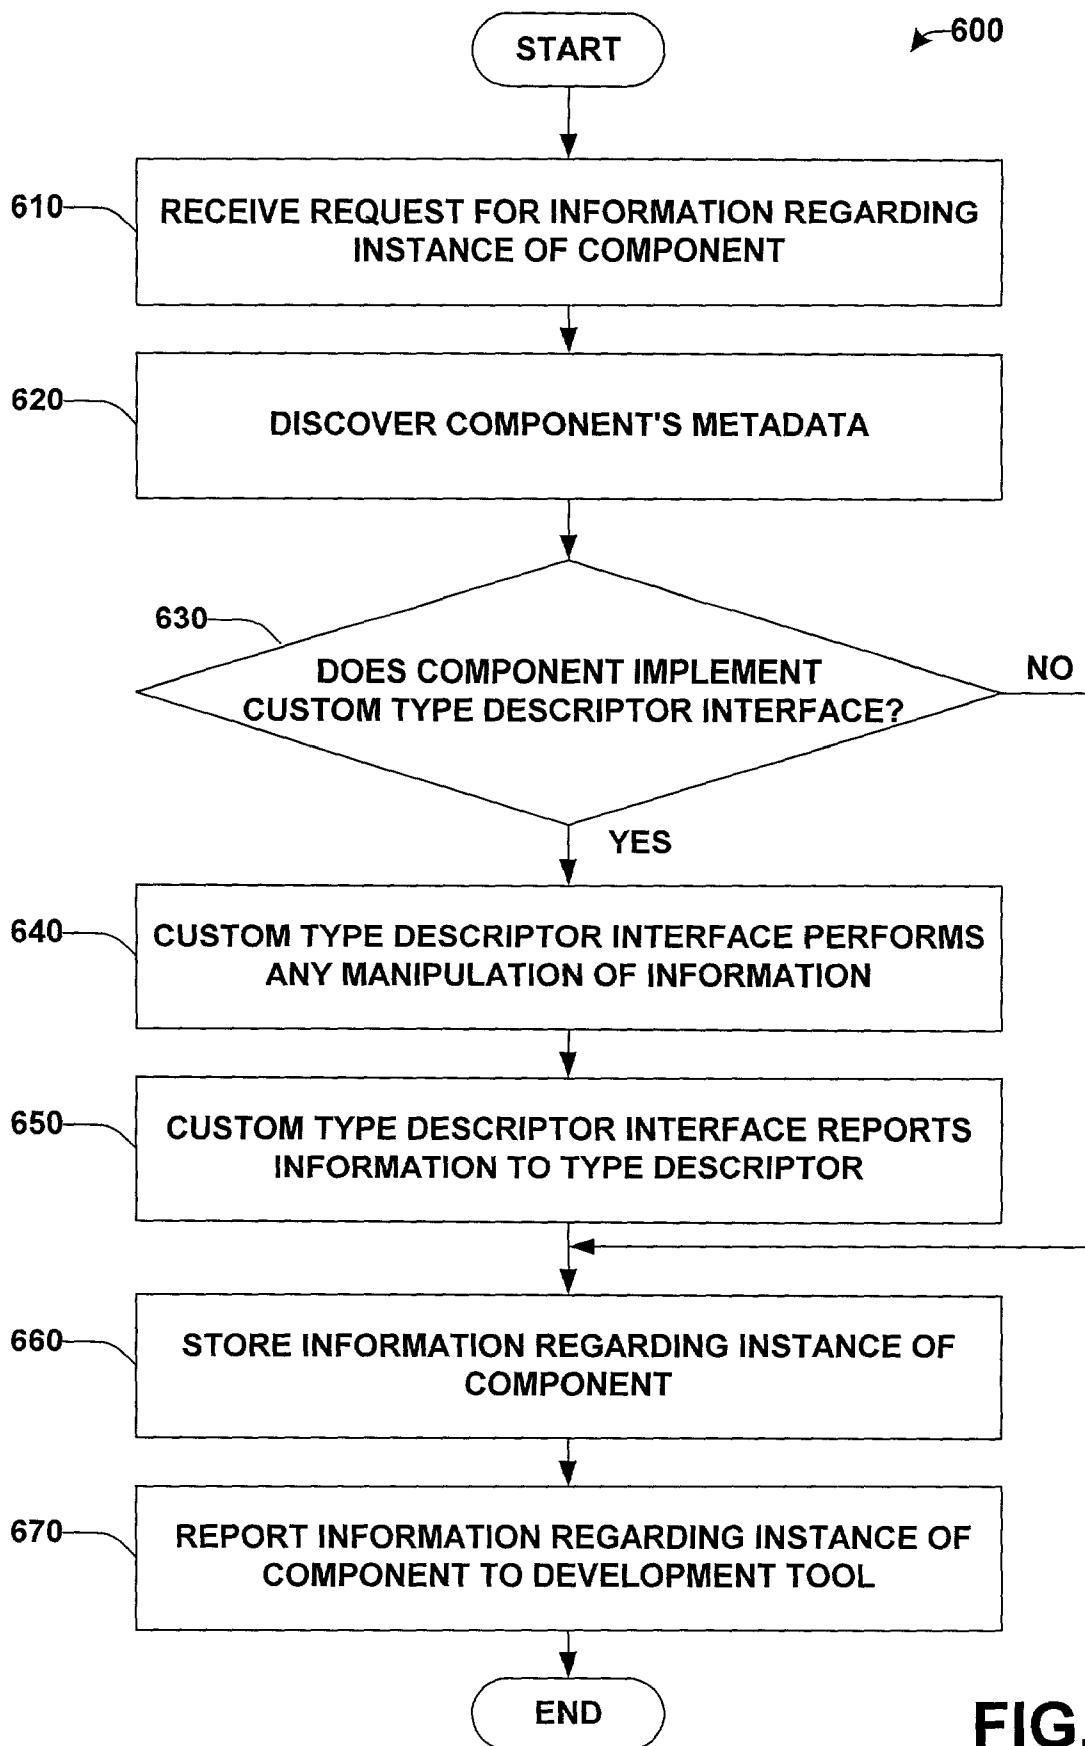 START
600
610
RECEIVE REQUEST FOR INFORMATION REGARDING
INSTANCE OF COMPONENT
620
DISCOVER COMPONENT'S METADATA
630
DOES COMPONENT IMPLEMENT
CUSTOM TYPE DESCRIPTOR INTERFACE?
NO
YES
640
CUSTOM TYPE DESCRIPTOR INTERFACE PERFORMS
ANY MANIPULATION OF INFORMATION
650
CUSTOM TYPE DESCRIPTOR INTERFACE REPORTS
INFORMATION TO TYPE DESCRIPTOR
660
STORE INFORMATION REGARDING INSTANCE OF
COMPONENT
670
REPORT INFORMATION REGARDING INSTANCE OF
COMPONENT TO DEVELOPMENT TOOL
END
FIG.